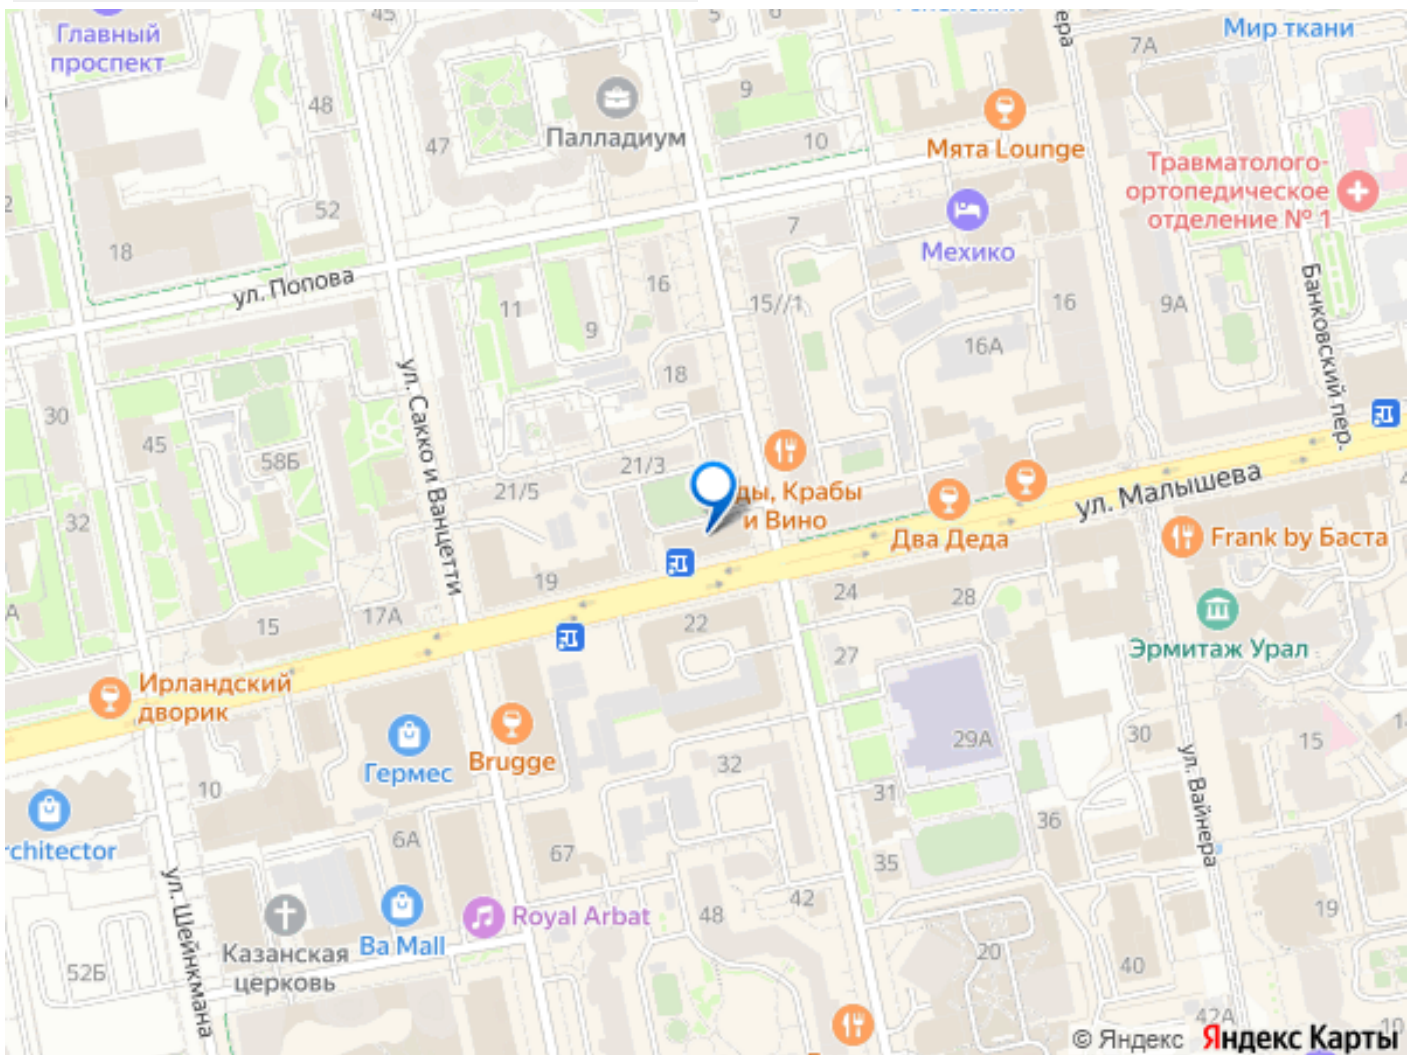 Главный
проспект
45
5
6
7А
Мир ткани
48
9
47
Палладиум
10
Мята Lounge
Травматолого-
ортопедическое
отделение № 1
52
18
7
Мехико
ул. Попова
16
11
9
15//1
16
9А
16А
Банковский пер.
18
30
45
58Б
ул. Сакко и Ванцетти
21/3
21/5
32
ды, Крабы
и Вино
Два Деда
ул. Малышева
Frank by Баста
19
15
17А
22
24
28
27
Эрмитаж Урал
Ирландский
дворик
Гермес
Brugge
29А
30
15
32
31
10
6А
67
36
35
ул. Вайнера
rchitector
ул. Шейнкмана
42
48
Royal Arbat
Ba Mall
Казанская
церковь
52Б
20
19
40
42А
10
© Яндекс Яндекс Карты